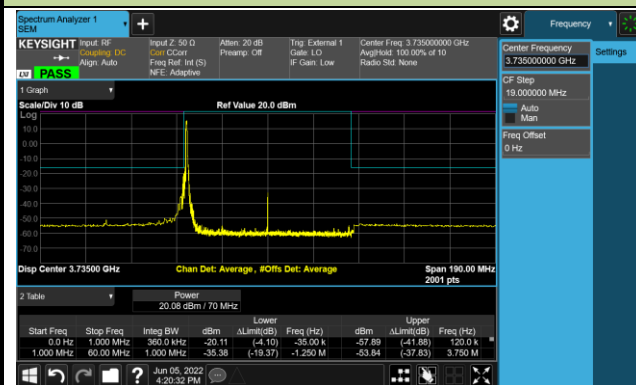 Spectrum Analyzer 1
SEM
Frequency
KEYSIGHT
Input: RF
Coupling: DC
Align: Auto
Input Z: 50 Ω
Corr CCorr
Freq Ref: Int (S)
NFE: Adaptive
Atten: 20 dB
Preamp: Off
Trig: External 1
Gate: LO
IF Gain: Low
Center Freq: 3.735000000 GHz
Avg|Hold: 100.00% of 10
Radio Std: None
LXI PASS
Center Frequency
3.735000000 GHz
Settings
CF Step
19.000000 MHz
Auto
Man
Freq Offset
0 Hz
1 Graph
Scale/Div 10 dB
Ref Value 20.0 dBm
Log
10.0
0.00
-10.0
-20.0
-30.0
-40.0
-50.0
-60.0
-70.0
Disp Center 3.73500 GHz
Chan Det: Average, #Offs Det: Average
Span 190.00 MHz
2001 pts
2 Table
Power
20.08 dBm / 70 MHz
Lower Upper
Start Freq Stop Freq Integ BW dBm ΔLimit(dB) Freq (Hz) dBm ΔLimit(dB) Freq (Hz)
0.0 Hz 1.000 MHz 360.0 kHz -20.11 (-4.10) -35.00 k -57.89 (-41.88) 120.0 k
1.000 MHz 60.00 MHz 1.000 MHz -35.38 (-19.37) -1.250 M -53.84 (-37.83) 3.750 M
Jun 05, 2022
4:20:32 PM